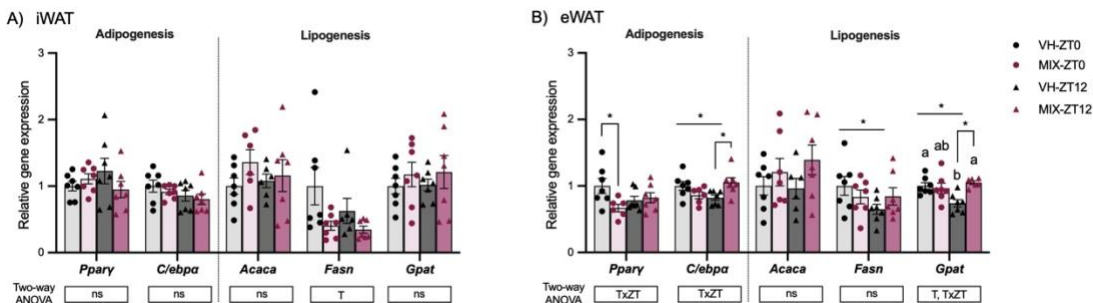 A) iWAT
Adipogenesis
Lipogenesis
Relative gene expression
3
2
1
0
Pparγ
C/ebpα
Acaca
Fasn
Gpat
Two-way ANOVA
ns
ns
ns
T
ns
B) eWAT
Adipogenesis
Lipogenesis
Relative gene expression
3
2
1
0
*
*
*
*
*
*
a
ab
b
a
Pparγ
C/ebpα
Acaca
Fasn
Gpat
Two-way ANOVA
TxZT
TxZT
ns
ns
T, TxZT
VH-ZT0
MIX-ZT0
VH-ZT12
MIX-ZT12